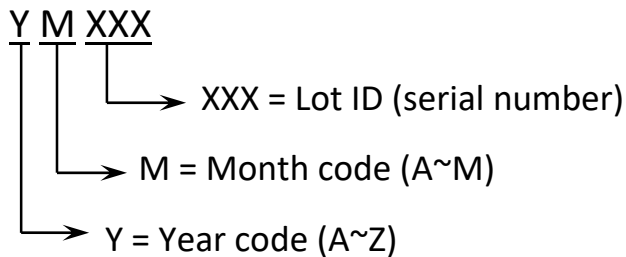 Y M XXX
XXX = Lot ID (serial number)
M = Month code (A~M)
Y = Year code (A~Z)